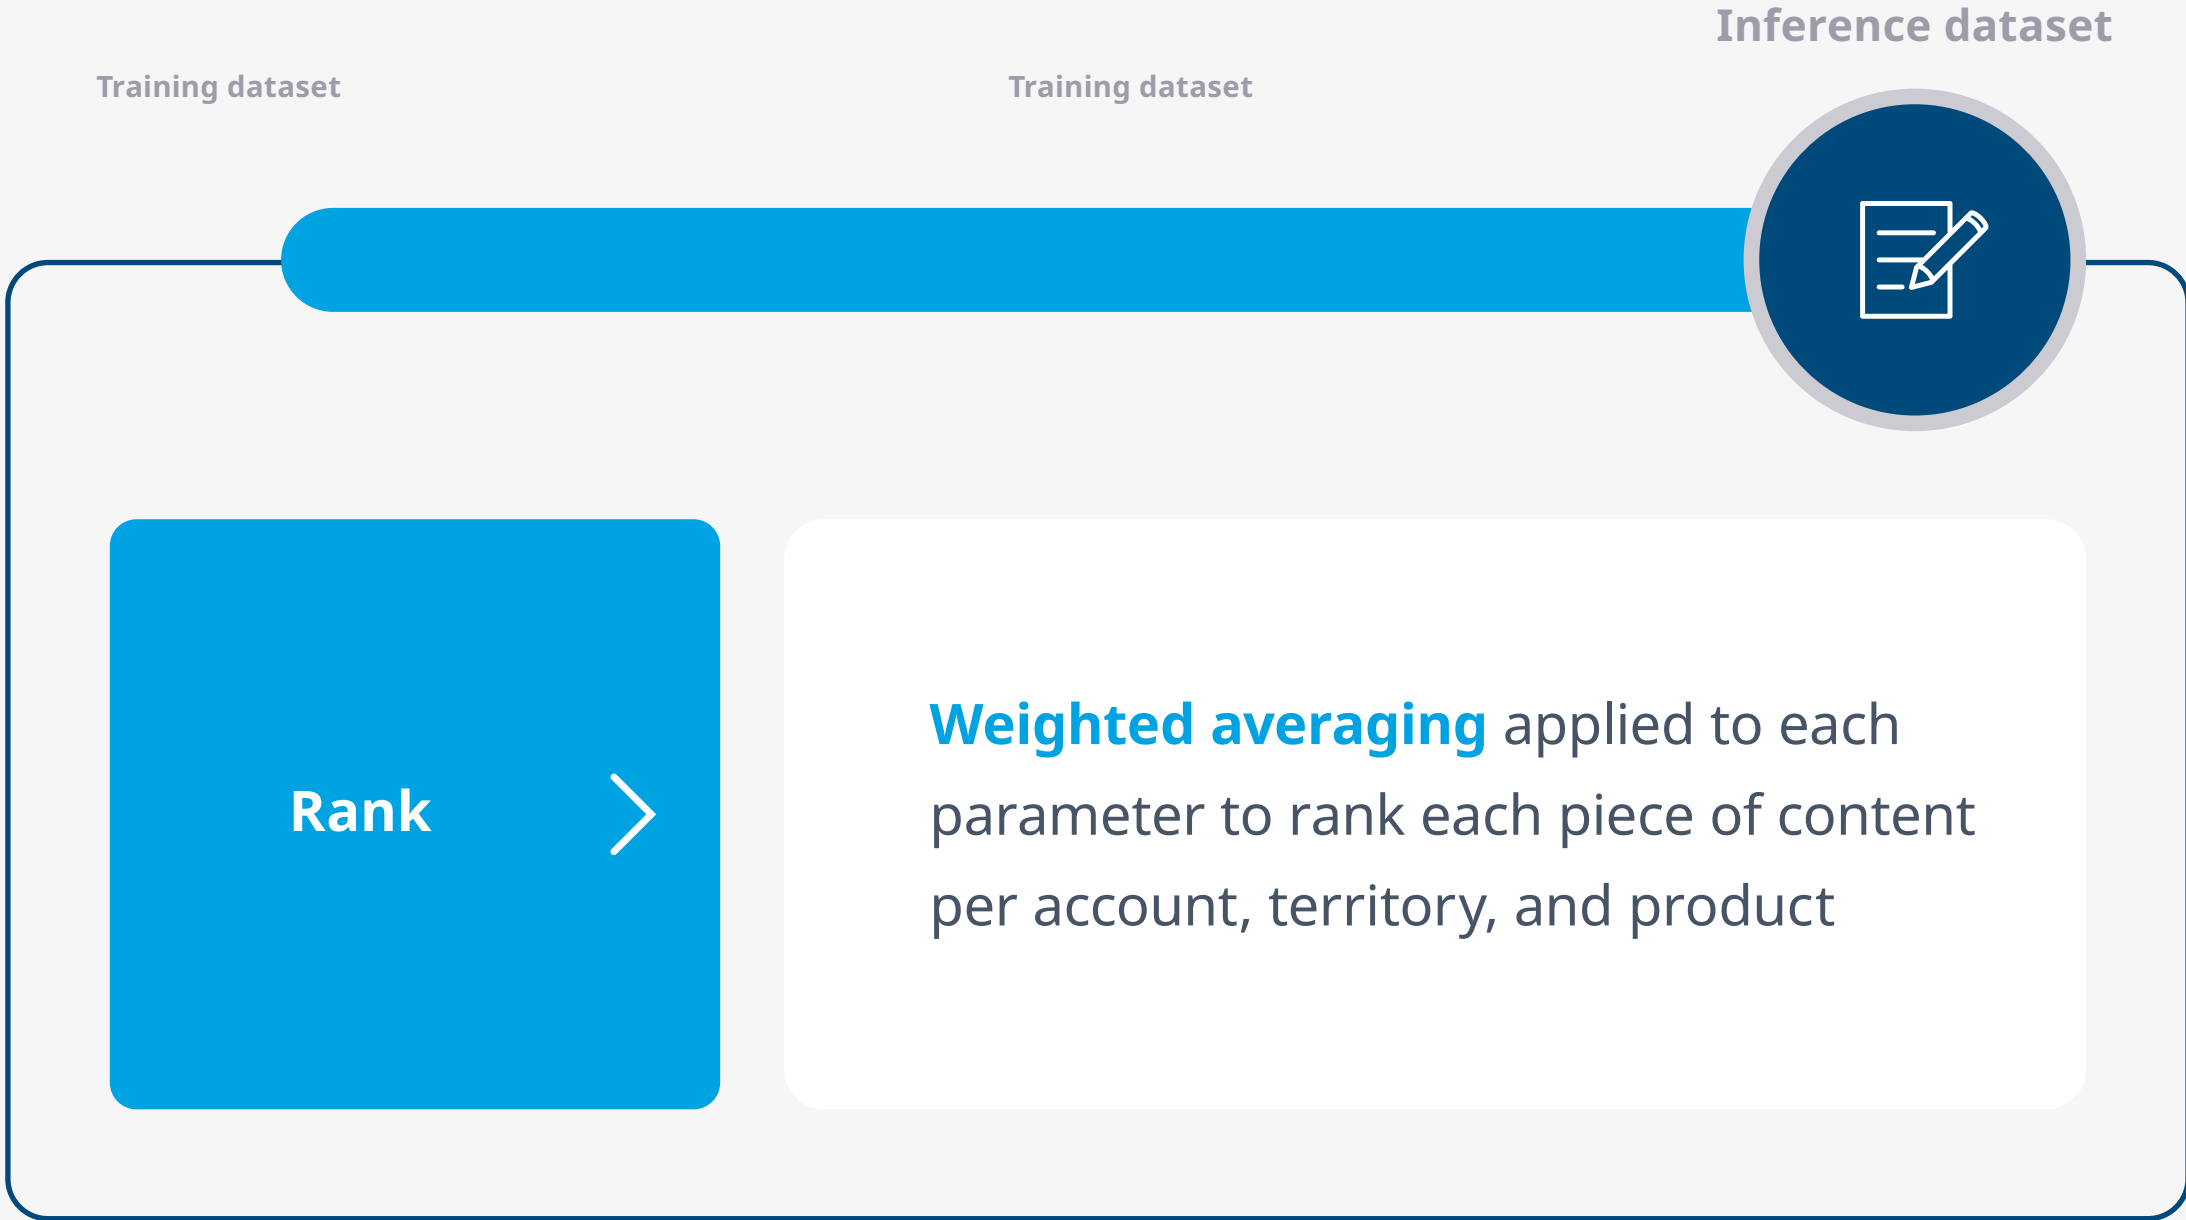 Inference dataset
Training dataset
Training dataset
Rank
Weighted averaging applied to each
parameter to rank each piece of content
per account, territory, and product